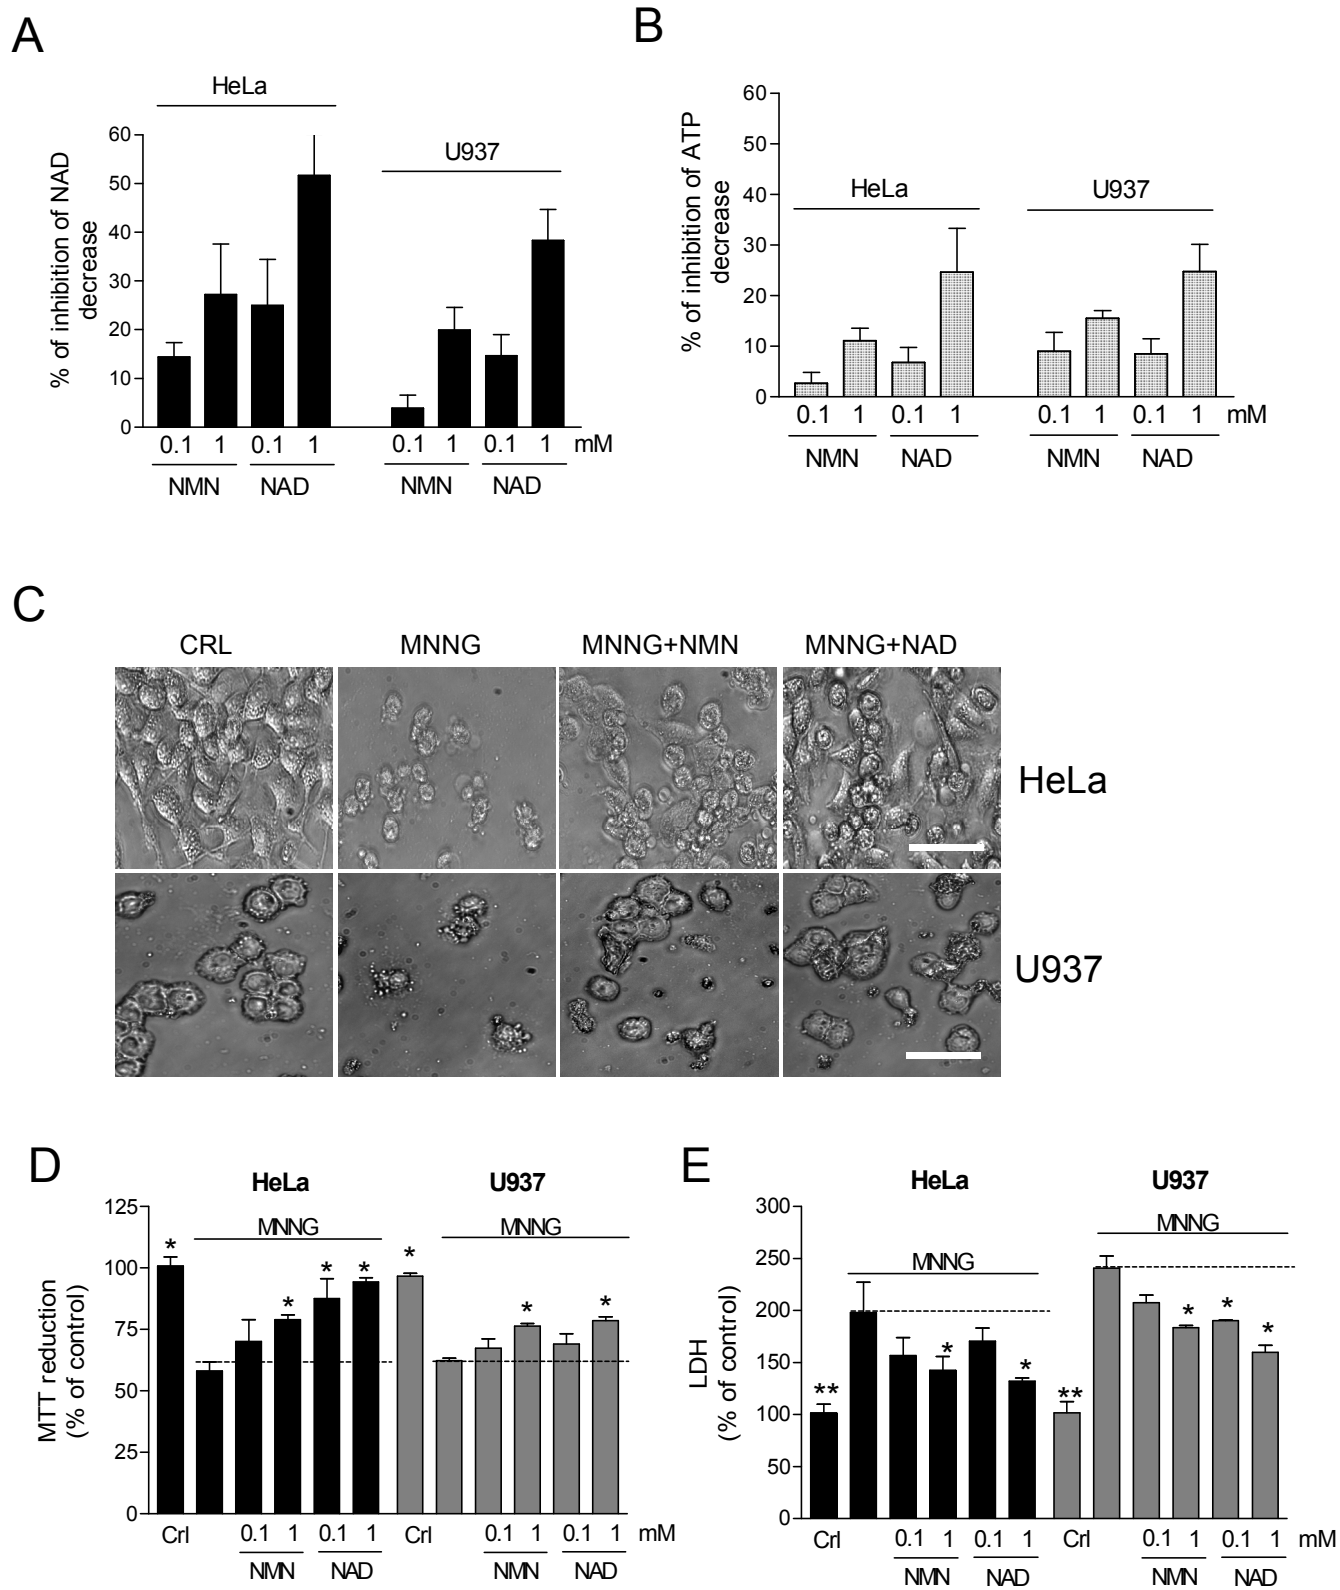 A
HeLa
U937
% of inhibition of NAD
decrease
60
50
40
30
20
10
0
0.1 1 0.1 1 0.1 1 0.1 1 mM
NMN NAD NMN NAD
B
HeLa
U937
% of inhibition of ATP
decrease
60
50
40
30
20
10
0
0.1 1 0.1 1 0.1 1 0.1 1 mM
NMN NAD NMN NAD
C
CRL MNNG MNNG+NMN MNNG+NAD
HeLa
U937
D
HeLa U937
MNNG MNNG
MTT reduction
(% of control)
125
100
75
50
25
0
* * * * * * *
Crl 0.1 1 0.1 1 Crl 0.1 1 0.1 1 mM
NMN NAD NMN NAD
E
HeLa U937
MNNG MNNG
LDH
(% of control)
300
250
200
150
100
50
0
** * * ** * * *
Crl 0.1 1 0.1 1 Crl 0.1 1 0.1 1 mM
NMN NAD NMN NAD